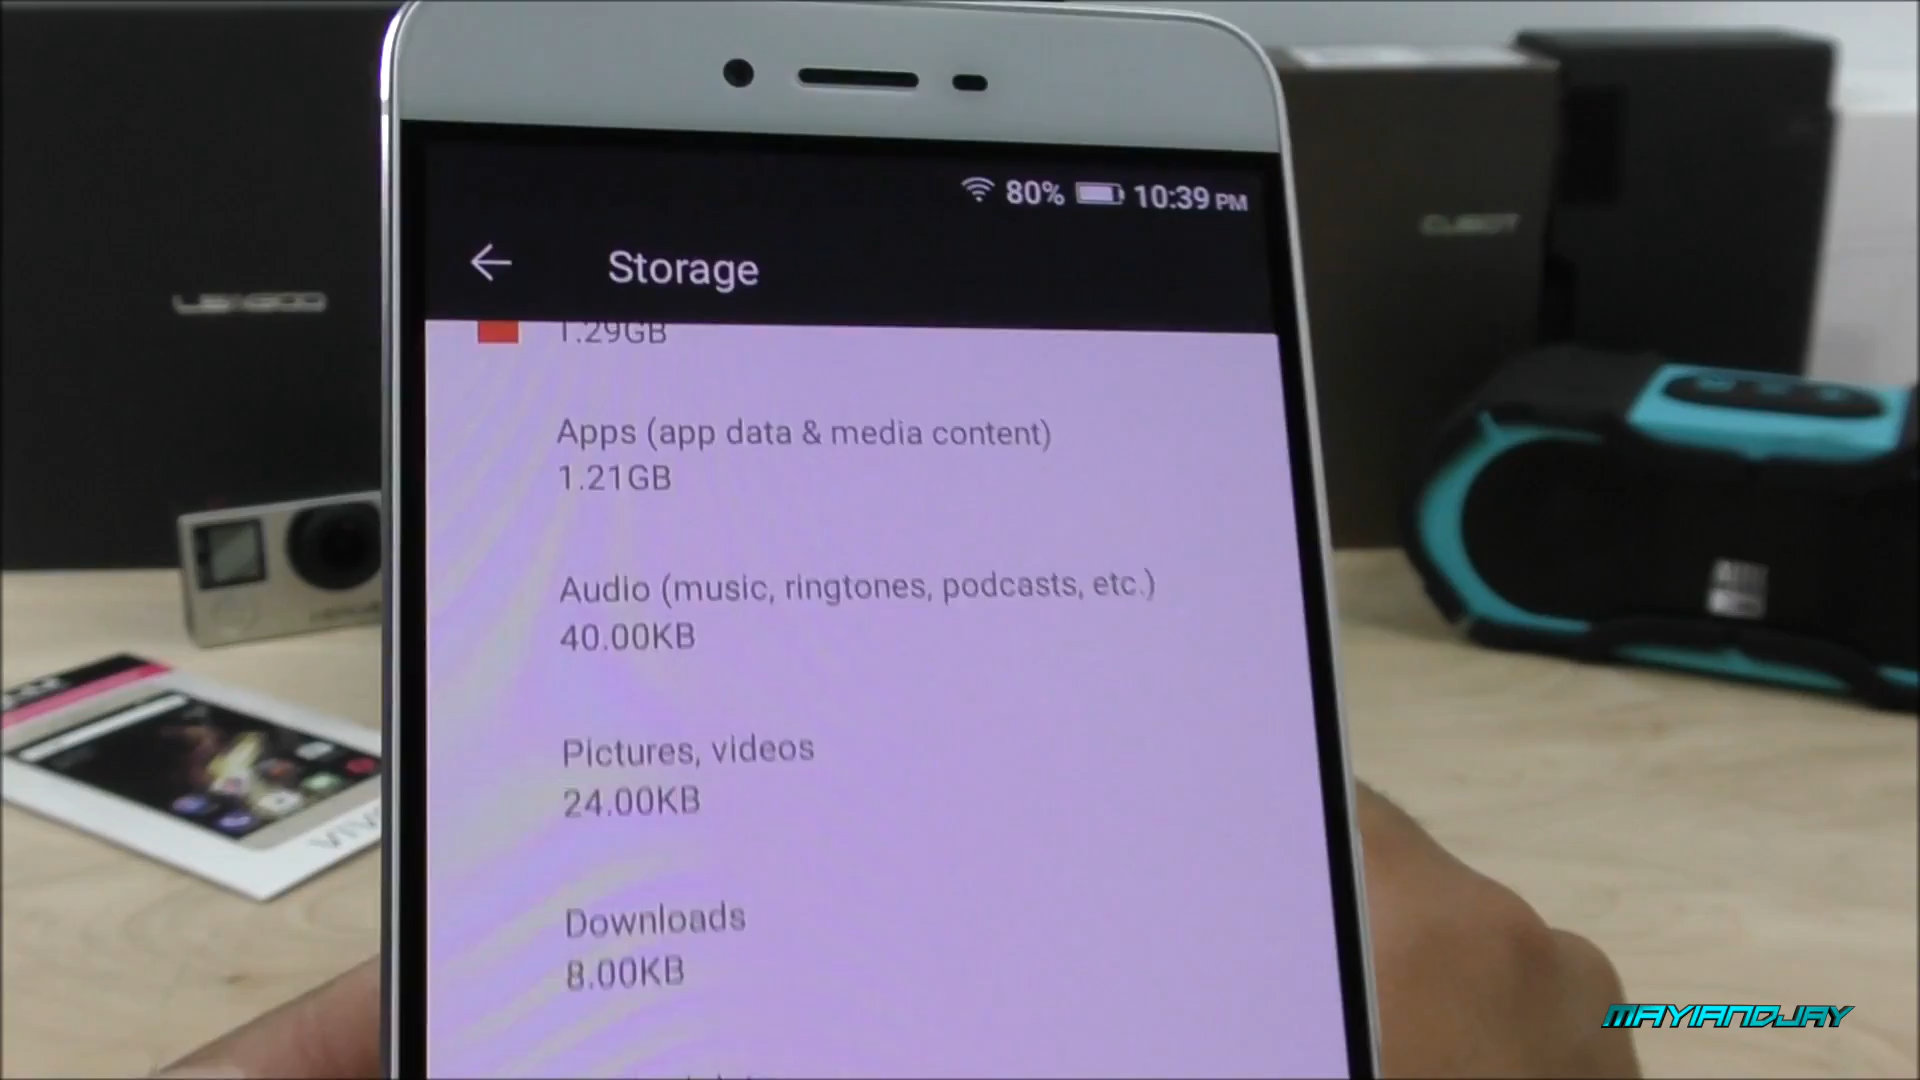 80% 10:39 PM
Storage
1.29GB
Apps (app data & media content)
1.21GB
Audio (music, ringtones, podcasts, etc.)
40.00KB
Pictures, videos
24.00KB
Downloads
8.00KB
CUBOT
MAYIANDJAY